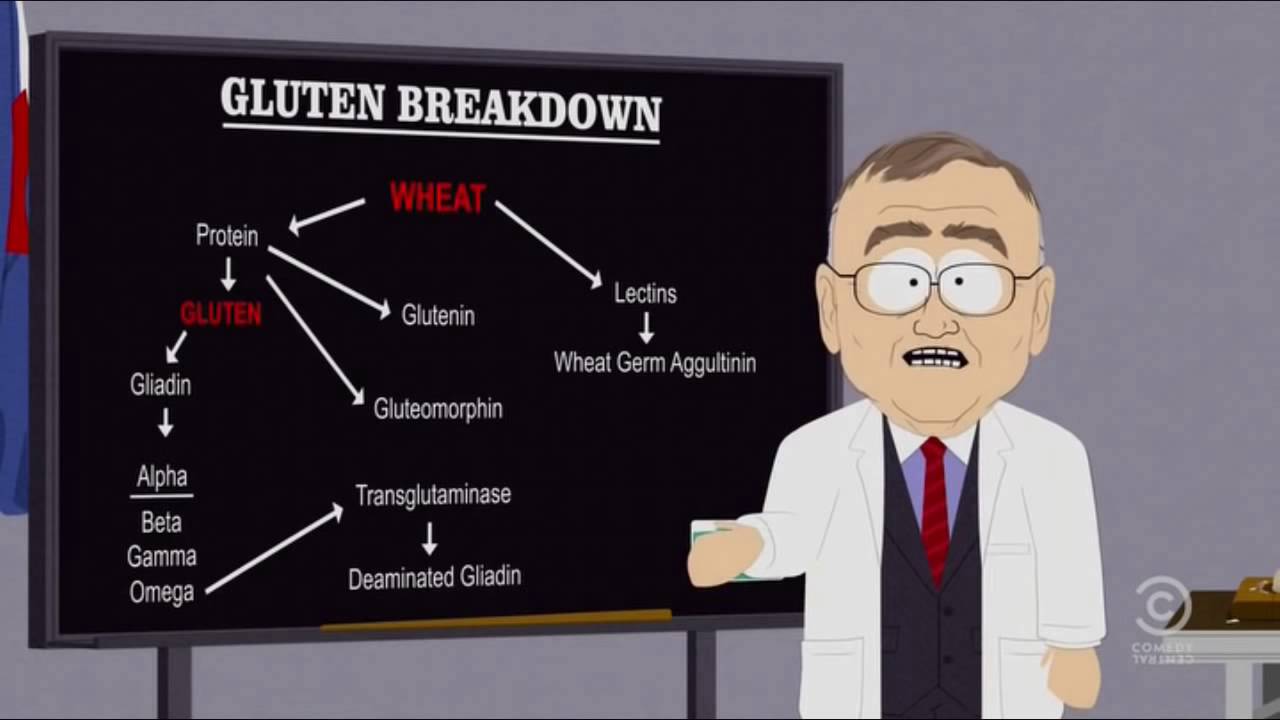 GLUTEN BREAKDOWN
WHEAT
Protein
GLUTEN
Glutenin
Lectins
Wheat Germ Aggultinin
Gliadin
Gluteomorphin
Alpha
Beta
Gamma
Omega
Transglutaminase
Deaminated Gliadin
COMEDY
CENTRAL